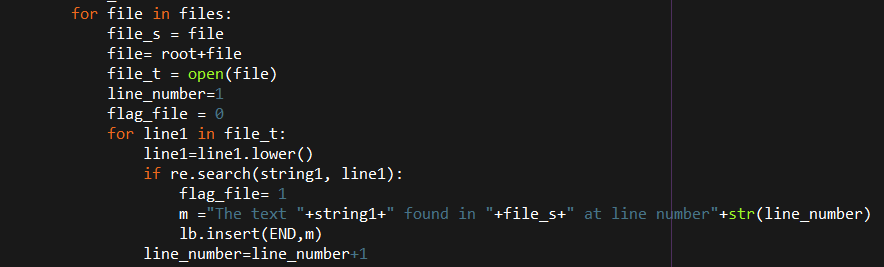 for file in files:
file_s = file
file= root+file
file_t = open(file)
line_number=1
flag_file = 0
for line1 in file_t:
line1=line1.lower()
if re.search(string1, line1):
flag_file= 1
m ="The text "+string1+" found in "+file_s+" at line number"+str(line_number)
lb.insert(END,m)
line_number=line_number+1